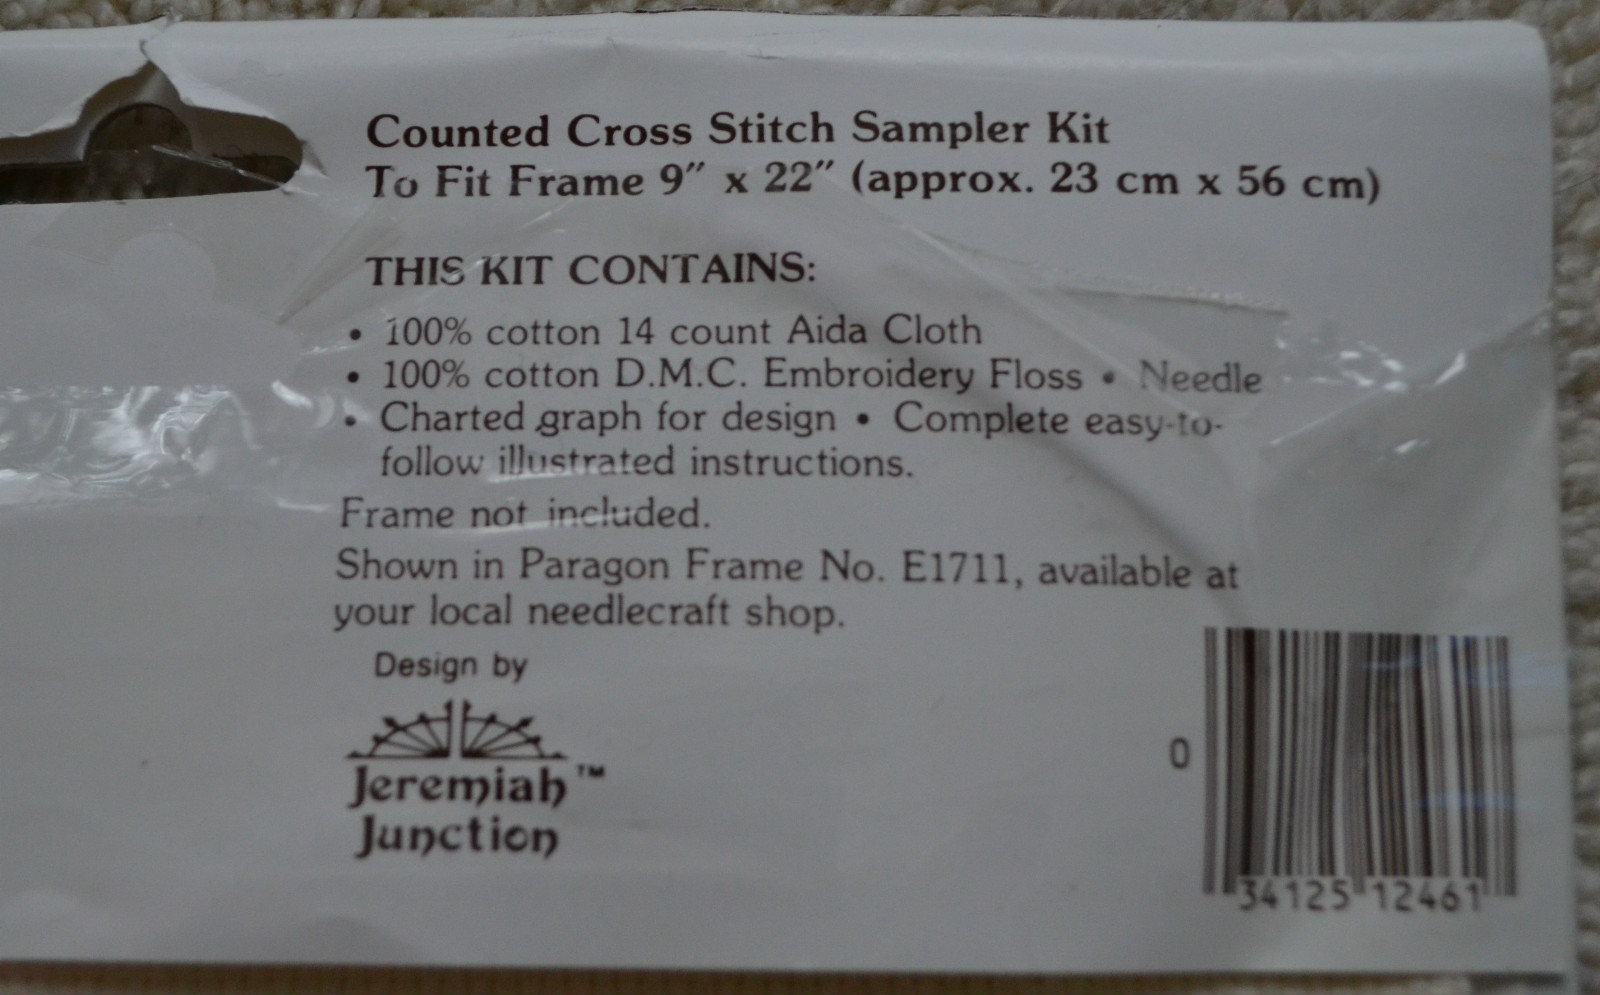 Counted Cross Stitch Sampler Kit
To Fit Frame 9" x 22" (approx. 23 cm x 56 cm)
THIS KIT CONTAINS:
• 100% cotton 14 count Aida Cloth
• 100% cotton D.M.C. Embroidery Floss • Needle
• Charted graph for design • Complete easy-to-
follow illustrated instructions.
Frame not included.
Shown in Paragon Frame No. E1711, available at
your local needlecraft shop.
Design by
Jeremiah™
Junction
0 34125 12461